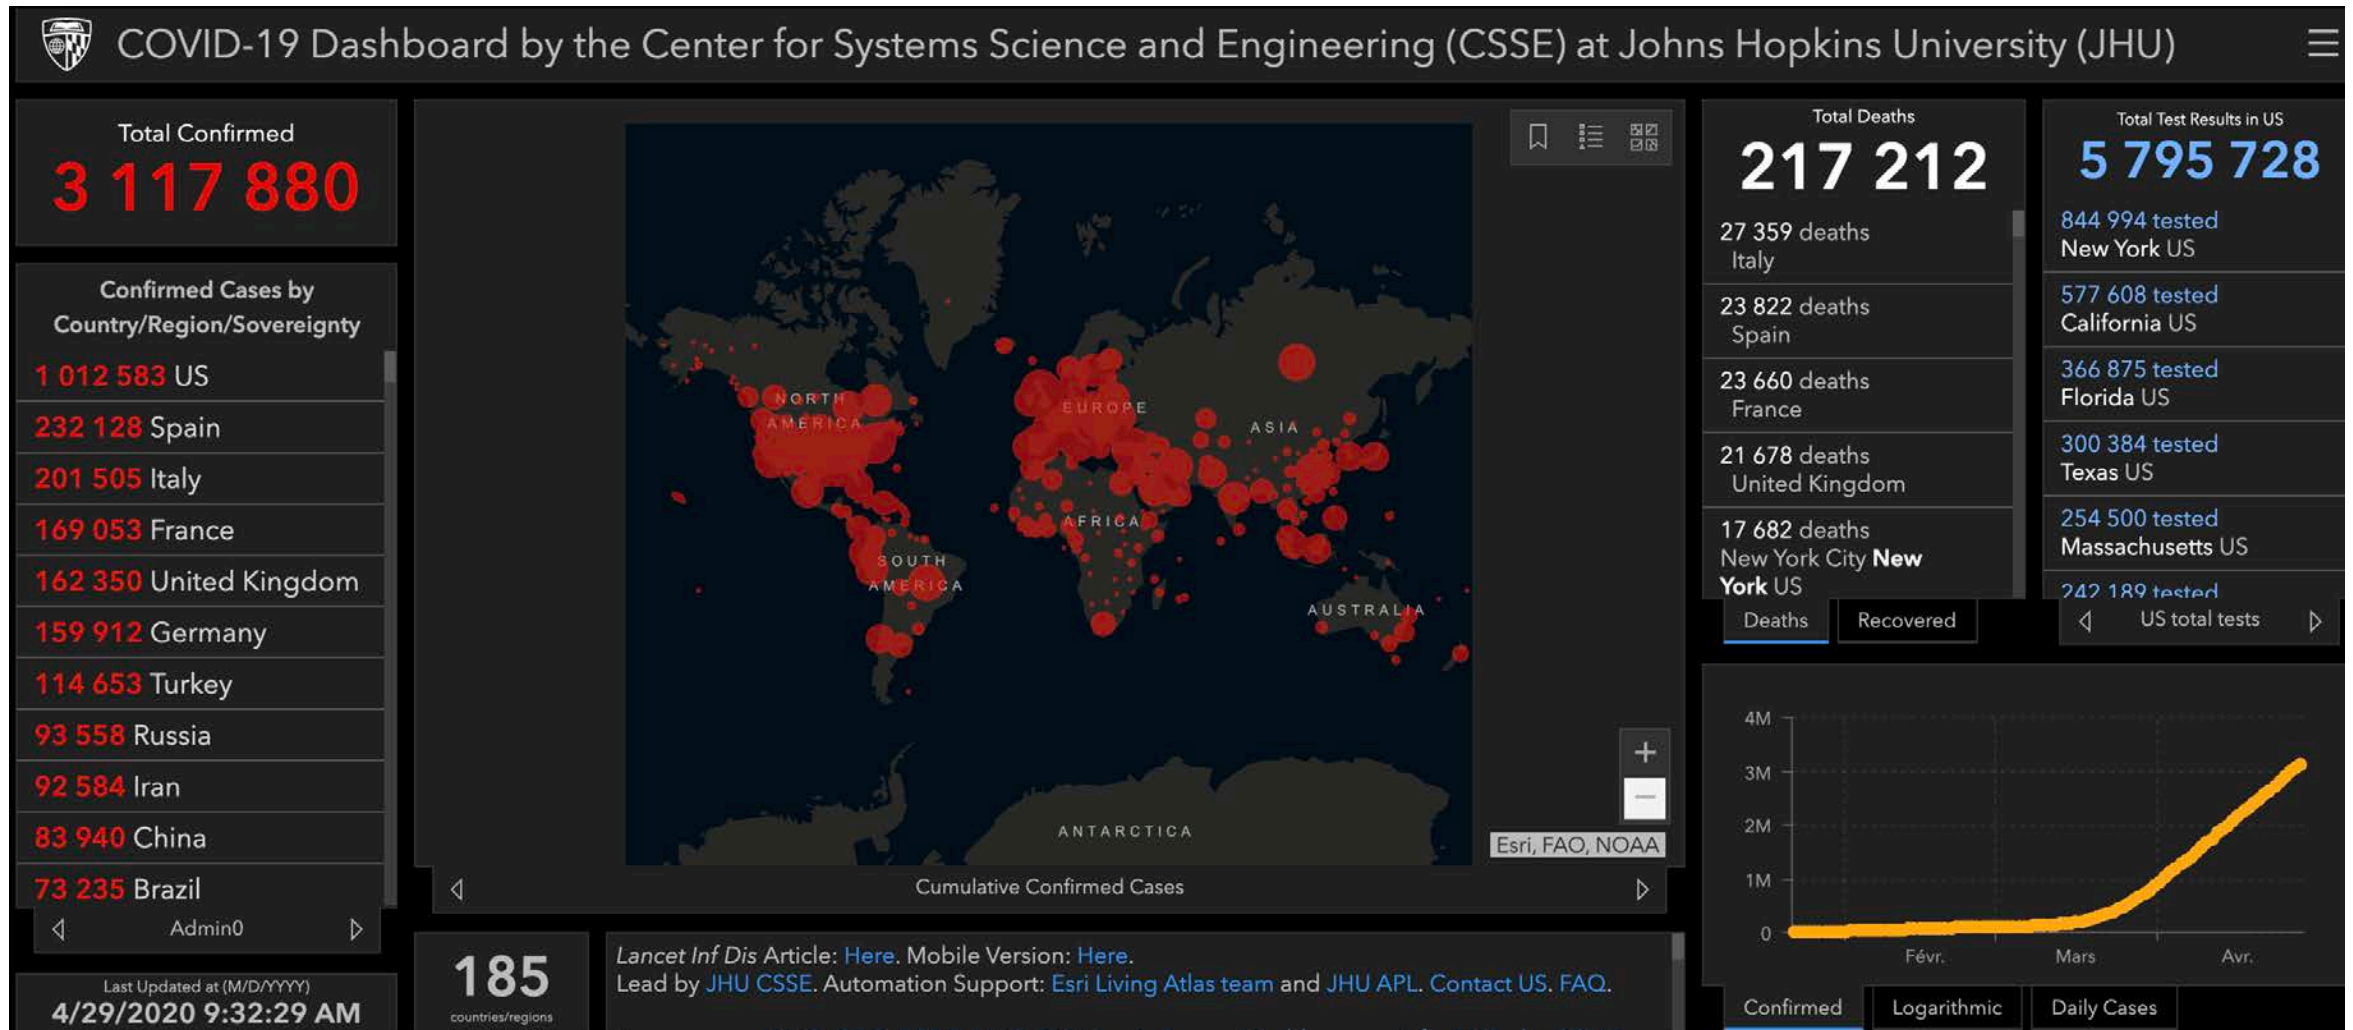 COVID-19 Dashboard by the Center for Systems Science and Engineering (CSSE) at Johns Hopkins University (JHU)
Total Confirmed
3 117 880
Confirmed Cases by
Country/Region/Sovereignty
1 012 583 US
232 128 Spain
201 505 Italy
169 053 France
162 350 United Kingdom
159 912 Germany
114 653 Turkey
93 558 Russia
92 584 Iran
83 940 China
73 235 Brazil
Admin0
Last Updated at (M/D/YYYY)
4/29/2020 9:32:29 AM
NORTH
AMERICA
EUROPE
ASIA
AFRICA
SOUTH
AMERICA
AUSTRALIA
ANTARCTICA
Esri, FAO, NOAA
Cumulative Confirmed Cases
185
countries/regions
Lancet Inf Dis Article: Here. Mobile Version: Here.
Lead by JHU CSSE. Automation Support: Esri Living Atlas team and JHU APL. Contact US. FAQ.
Total Deaths
217 212
27 359 deaths
Italy
23 822 deaths
Spain
23 660 deaths
France
21 678 deaths
United Kingdom
17 682 deaths
New York City New
York US
Deaths
Recovered
Total Test Results in US
5 795 728
844 994 tested
New York US
577 608 tested
California US
366 875 tested
Florida US
300 384 tested
Texas US
254 500 tested
Massachusetts US
242 189 tested
US total tests
4M
3M
2M
1M
0
Févr.
Mars
Avr.
Confirmed
Logarithmic
Daily Cases